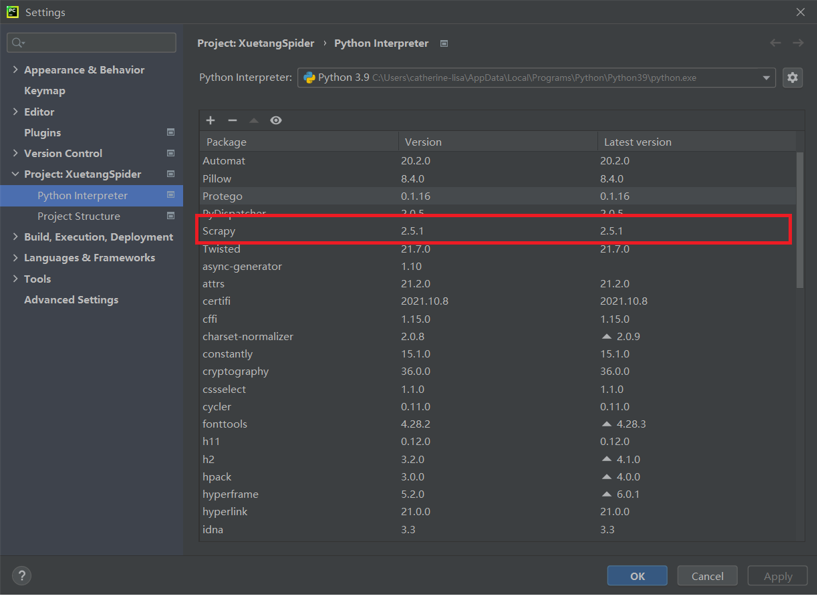 Settings
Appearance & Behavior
Keymap
Editor
Plugins
Version Control
Project: XuetangSpider
Python Interpreter
Project Structure
Build, Execution, Deployment
Languages & Frameworks
Tools
Advanced Settings
Project: XuetangSpider › Python Interpreter
Python Interpreter: Python 3.9 C:\Users\catherine-lisa\AppData\Local\Programs\Python\Python39\python.exe
Package Version Latest version
Automat 20.2.0 20.2.0
Pillow 8.4.0 8.4.0
Protego 0.1.16 0.1.16
PyDispatcher 2.0.5 2.0.5
Scrapy 2.5.1 2.5.1
Twisted 21.7.0 21.7.0
async-generator 1.10
attrs 21.2.0 21.2.0
certifi 2021.10.8 2021.10.8
cffi 1.15.0 1.15.0
charset-normalizer 2.0.8 2.0.9
constantly 15.1.0 15.1.0
cryptography 36.0.0 36.0.0
cssselect 1.1.0 1.1.0
cycler 0.11.0 0.11.0
fonttools 4.28.2 4.28.3
h11 0.12.0 0.12.0
h2 3.2.0 4.1.0
hpack 3.0.0 4.0.0
hyperframe 5.2.0 6.0.1
hyperlink 21.0.0 21.0.0
idna 3.3 3.3
? OK Cancel Apply